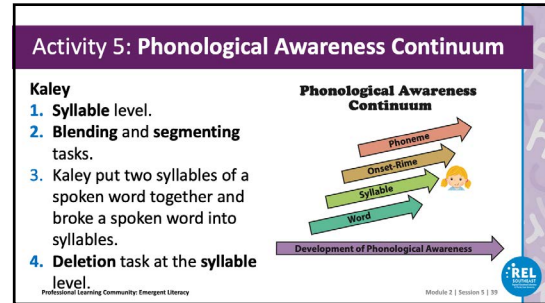 Activity 5: Phonological Awareness Continuum
Kaley
1. Syllable level.
2. Blending and segmenting
tasks.
3. Kaley put two syllables of a
spoken word together and
broke a spoken word into
syllables.
4. Deletion task at the syllable
level.
Phonological Awareness
Continuum
Phoneme
Onset-Rime
Syllable
Word
Development of Phonological Awareness
Professional Learning Community: Emergent Literacy
Module 2 | Session 5 | 39
REL
SOUTHEAST